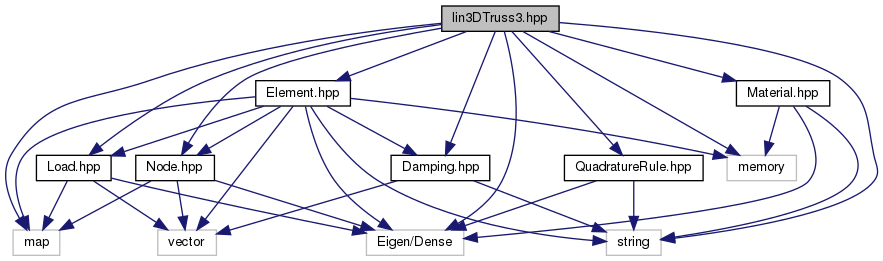 lin3DTruss3.hpp
Element.hpp
Material.hpp
Load.hpp
Node.hpp
Damping.hpp
QuadratureRule.hpp
memory
map
vector
Eigen/Dense
string